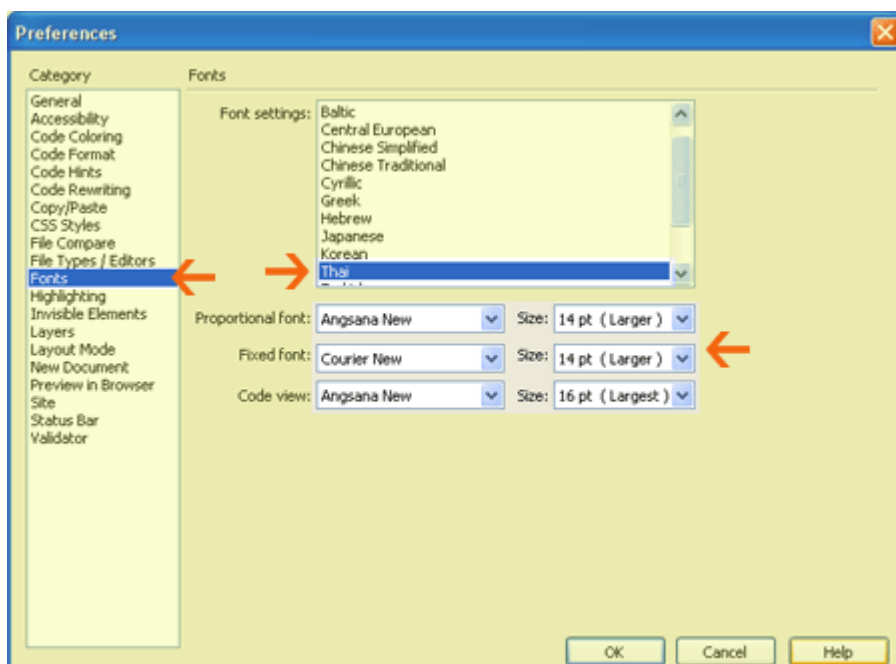 Preferences
Category
General
Accessibility
Code Coloring
Code Format
Code Hints
Code Rewriting
Copy/Paste
CSS Styles
File Compare
File Types / Editors
Fonts
Highlighting
Invisible Elements
Layers
Layout Mode
New Document
Preview in Browser
Site
Status Bar
Validator
Fonts
Font settings:
Baltic
Central European
Chinese Simplified
Chinese Traditional
Cyrillic
Greek
Hebrew
Japanese
Korean
Thai
Proportional font: Angsana New Size: 14 pt ( Larger )
Fixed font: Courier New Size: 14 pt ( Larger )
Code view: Angsana New Size: 16 pt ( Largest )
OK Cancel Help